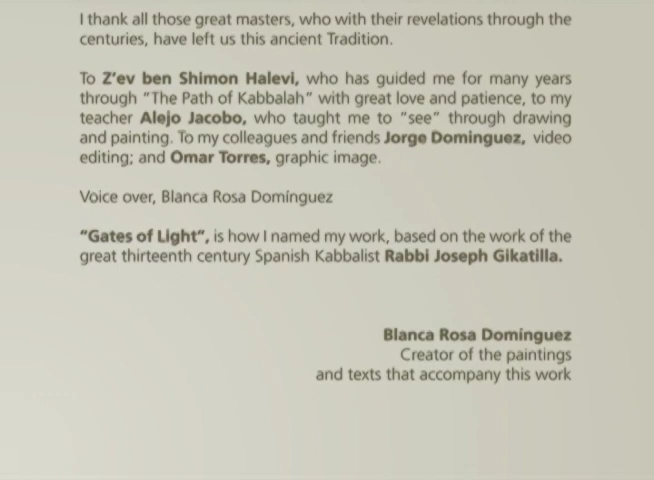 I thank all those great masters, who with their revelations through the
centuries, have left us this ancient Tradition.
To Z'ev ben Shimon Halevi, who has guided me for many years
through "The Path of Kabbalah" with great love and patience, to my
teacher Alejo Jacobo, who taught me to "see" through drawing
and painting. To my colleagues and friends Jorge Dominguez, video
editing; and Omar Torres, graphic image.
Voice over, Blanca Rosa Domínguez
"Gates of Light", is how I named my work, based on the work of the
great thirteenth century Spanish Kabbalist Rabbi Joseph Gikatilla.
Blanca Rosa Dominguez
Creator of the paintings
and texts that accompany this work